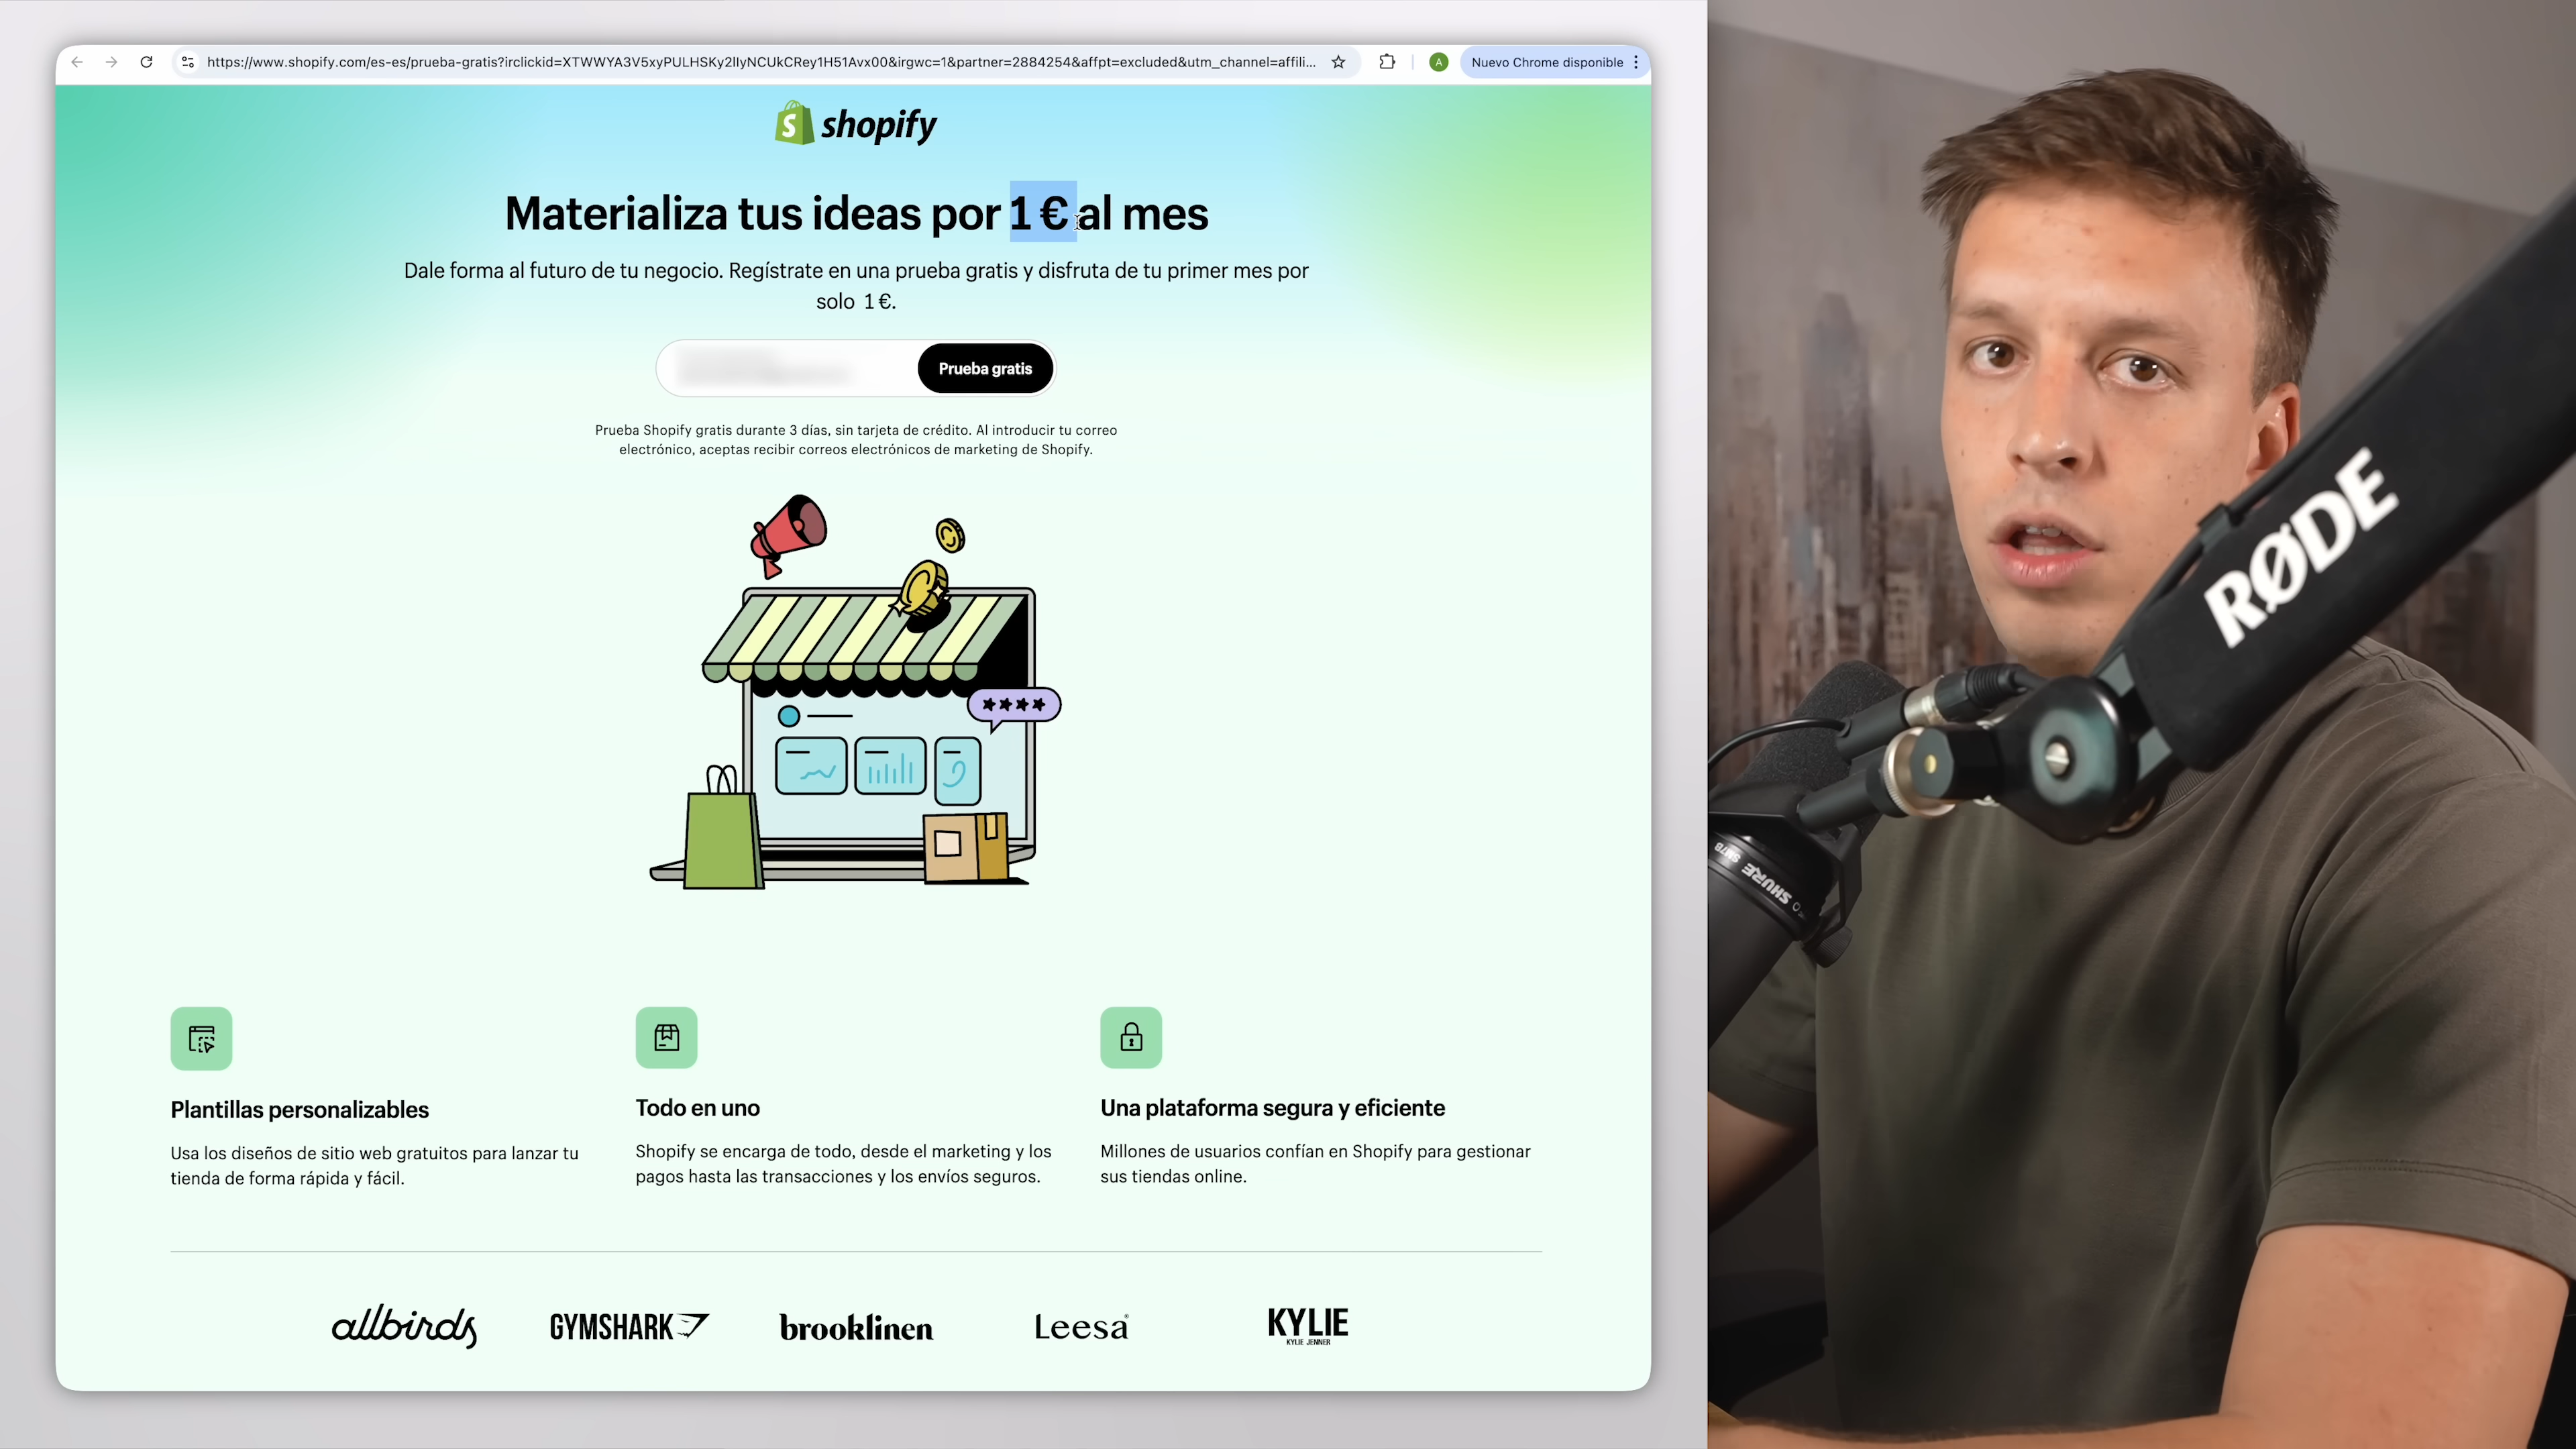 https://www.shopify.com/es-es/prueba-gratis?irclickid=XTWWYA3V5xyPULHSKy2IIyNCUkCRey1H51Avx00&irgwc=1&partner=2884254&affpt=excluded&utm_channel=affili...
A
Nuevo Chrome disponible
shopify
Materializa tus ideas por 1 € al mes
Dale forma al futuro de tu negocio. Regístrate en una prueba gratis y disfruta de tu primer mes por
solo 1 €.
Prueba gratis
Prueba Shopify gratis durante 3 días, sin tarjeta de crédito. Al introducir tu correo
electrónico, aceptas recibir correos electrónicos de marketing de Shopify.
Plantillas personalizables
Usa los diseños de sitio web gratuitos para lanzar tu
tienda de forma rápida y fácil.
Todo en uno
Shopify se encarga de todo, desde el marketing y los
pagos hasta las transacciones y los envíos seguros.
Una plataforma segura y eficiente
Millones de usuarios confían en Shopify para gestionar
sus tiendas online.
allbirds
GYMSHARK
brooklinen
Leesa
KYLIE
KYLIE JENNER
RØDE
SHURE SM7B